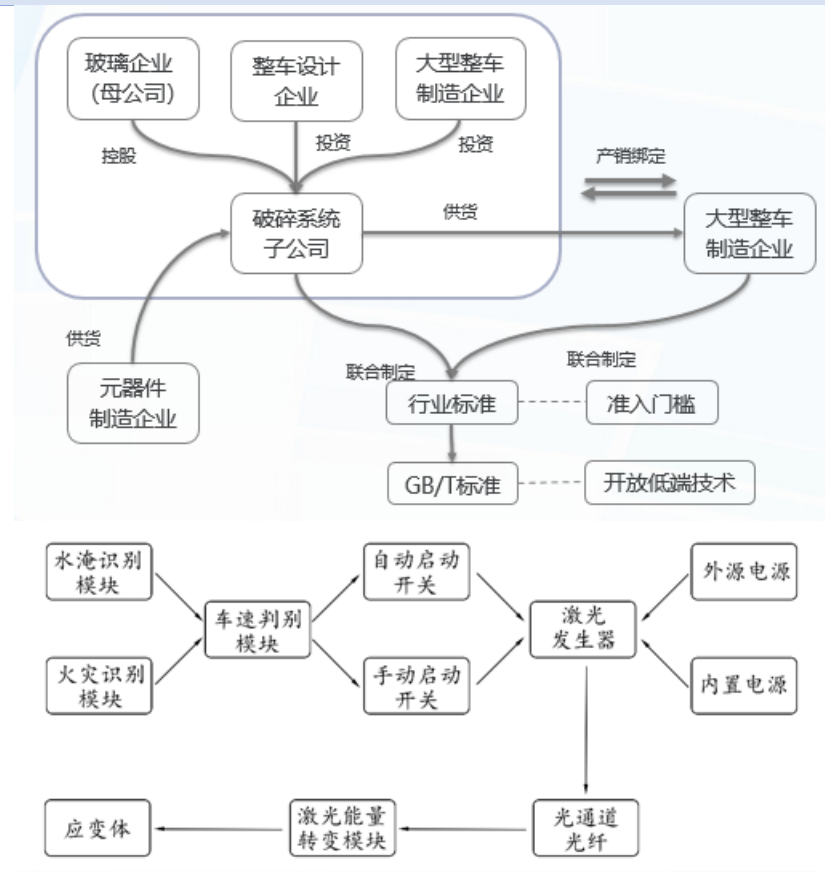 玻璃企业
（母公司）
整车设计
企业
大型整车
制造企业
控股
投资
投资
产销绑定
破碎系统
子公司
供货
大型整车
制造企业
供货
元器件
制造企业
联合制定
联合制定
行业标准
准入门槛
GB/T标准
开放低端技术
水淹识别
模块
自动启动
开关
外源电源
车速判别
模块
激光
发生器
火灾识别
模块
手动启动
开关
内置电源
应变体
激光能量
转变模块
光通道
光纤